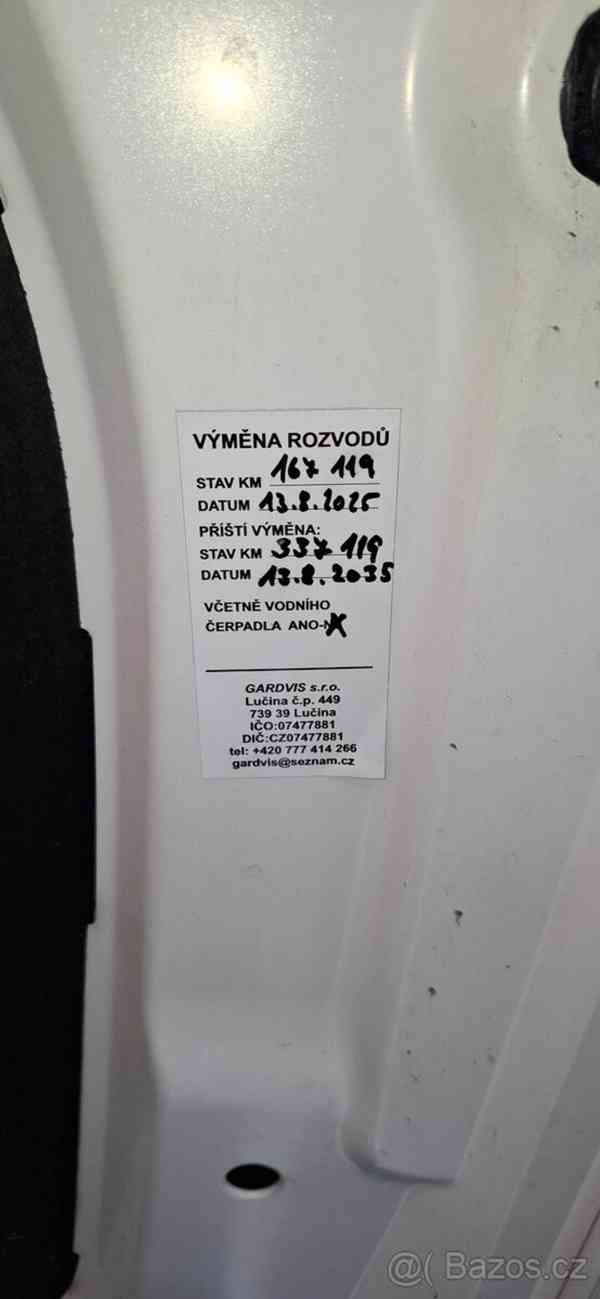 VÝMĚNA ROZVODŮ
STAV KM 167 119
DATUM 13.8.2025
PŘÍŠTÍ VÝMĚNA:
STAV KM 337 119
DATUM 13.8.2035
VČETNĚ VODNÍHO
ČERPADLA ANO-
GARDVIS s.r.o.
Lučina č.p. 449
739 39 Lučina
IČO:07477881
DIČ:CZ07477881
tel: +420 777 414 266
gardvis@seznam.cz
@( Bazos.cz